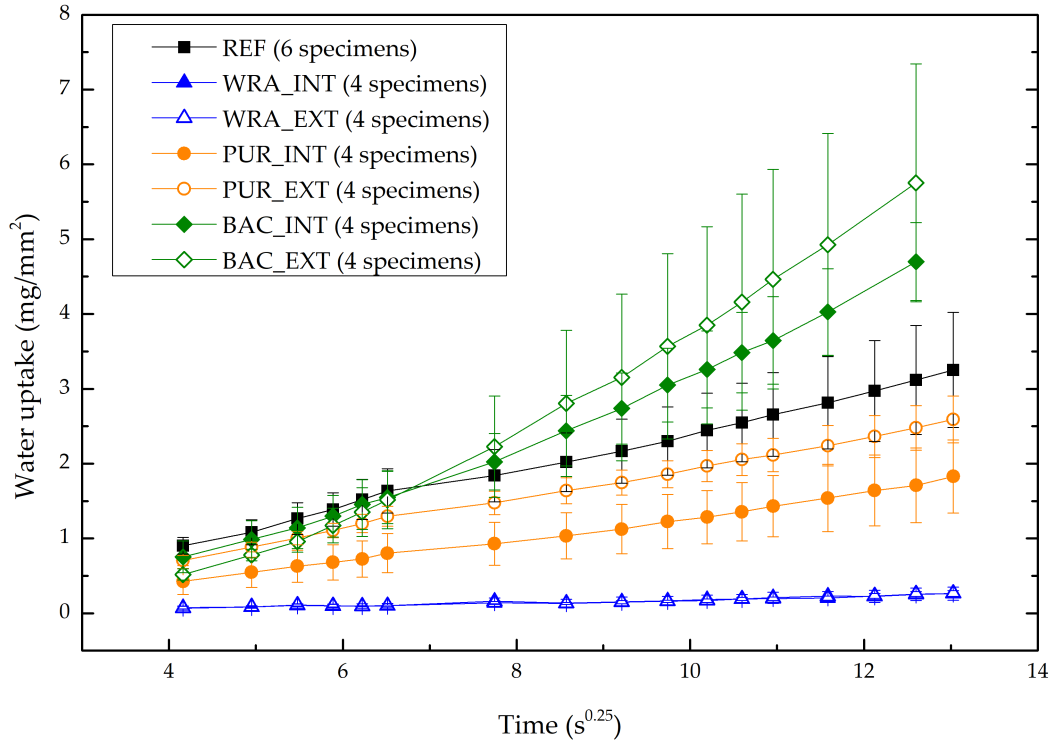 8
7
6
5
4
3
2
1
0
Water uptake (mg/mm²)
REF (6 specimens)
WRA_INT (4 specimens)
WRA_EXT (4 specimens)
PUR_INT (4 specimens)
PUR_EXT (4 specimens)
BAC_INT (4 specimens)
BAC_EXT (4 specimens)
4 6 8 10 12 14
Time (s^0.25)